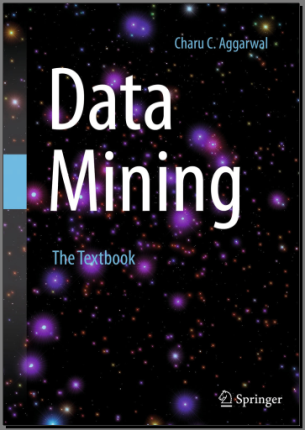 Charu C. Aggarwal
Data
Mining
The Textbook
Springer